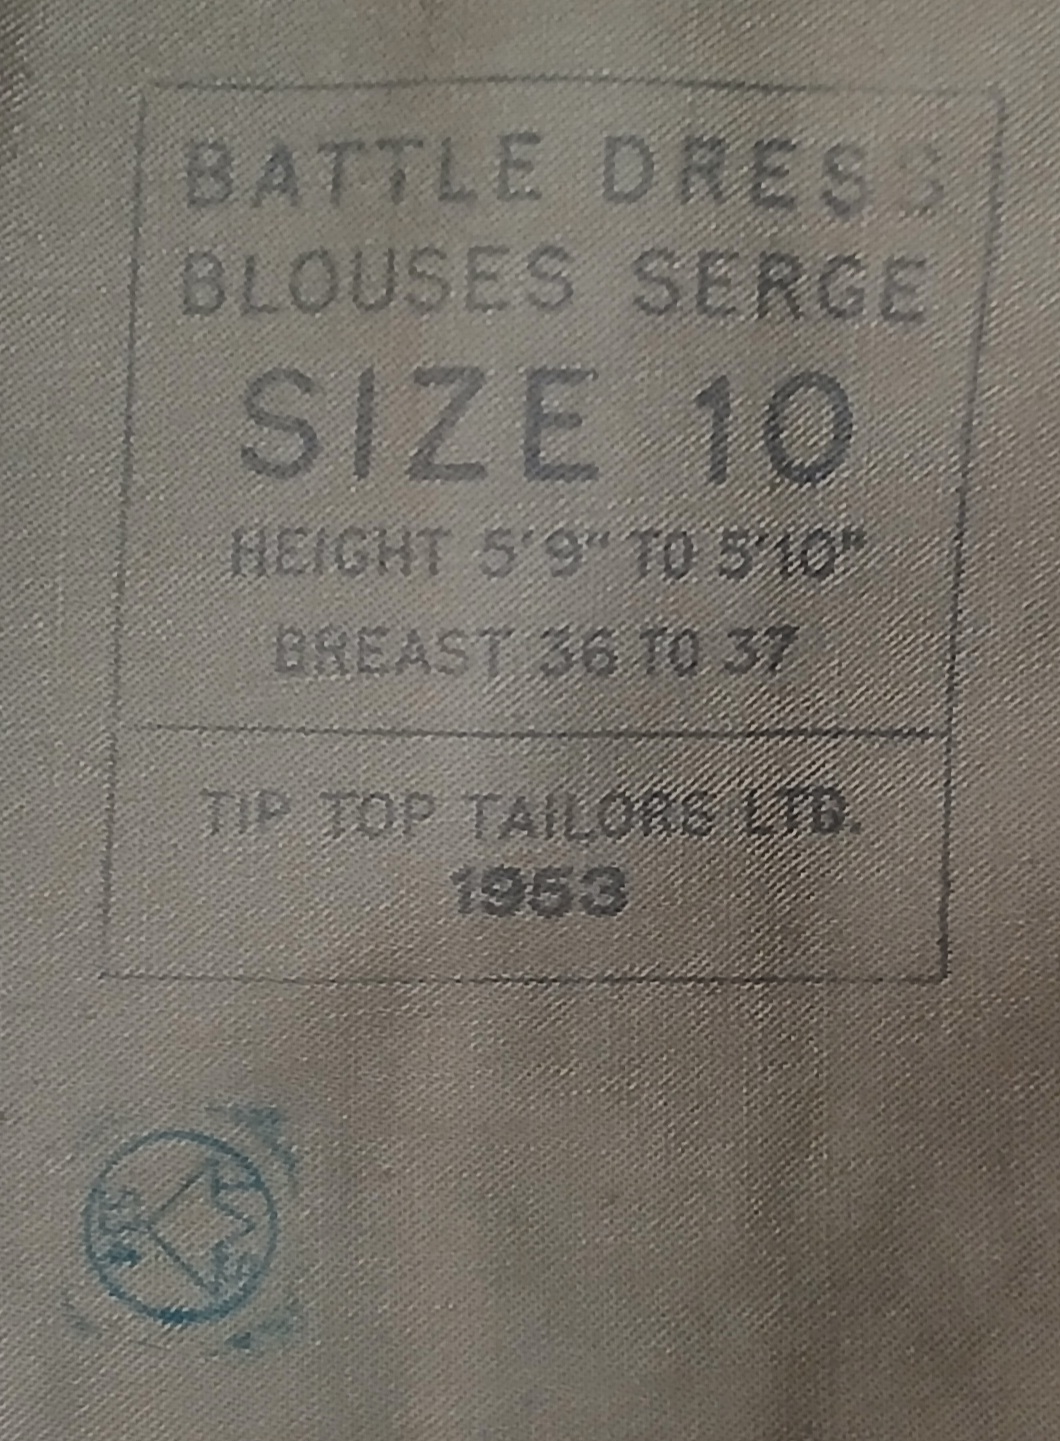 BATTLE DRESS
BLOUSES SERGE
SIZE 10
HEIGHT 5'9" TO 5'10"
BREAST 36 TO 37
TIP TOP TAILORS LTD.
1953